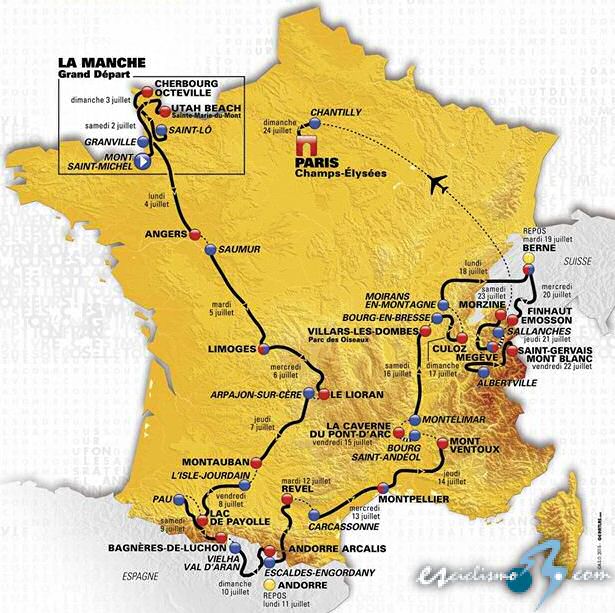 LA MANCHE
Grand Départ
CHERBOURG
OCTEVILLE
dimanche 3 juillet
UTAH BEACH
Sainte-Marie-du-Mont
samedi 2 juillet
SAINT-LÔ
GRANVILLE
MONT
SAINT-MICHEL
CHANTILLY
dimanche
24 juillet
PARIS
Champs-Élysées
lundi
4 juillet
ANGERS
SAUMUR
REPOS
mardi 19 juillet
BERNE
SUISSE
lundi
18 juillet
mercredi
20 juillet
MOIRANS
EN-MONTAGNE
samedi
23 juillet
MORZINE
BOURG-EN-BRESSE
FINHAUT
EMOSSON
mardi
5 juillet
VILLARS-LES-DOMBES
Parc des Oiseaux
SALLANCHES
jeudi 21 juillet
CULOZ
MEGÈVE
SAINT-GERVAIS
MONT BLANC
vendredi 22 juillet
LIMOGES
mercredi
6 juillet
samedi
16 juillet
dimanche
17 juillet
ALBERTVILLE
ARPAJON-SUR-CÈRE
LE LIORAN
jeudi
7 juillet
MONTÉLIMAR
LA CAVERNE
DU PONT-D'ARC
vendredi 15 juillet
BOURG
SAINT-ANDÉOL
MONT
VENTOUX
jeudi
14 juillet
MONTAUBAN
L'ISLE-JOURDAIN
mardi 12 juillet
REVEL
MONTPELLIER
PAU
vendredi
8 juillet
mercredi
13 juillet
CARCASSONNE
LAC
DE PAYOLLE
samedi
9 juillet
BAGNÈRES-DE-LUCHON
ANDORRE ARCALIS
VIELHA
VAL D'ARAN
ESCALDES-ENGORDANY
ESPAGNE
dimanche
10 juillet
ANDORRE
REPOS
lundi 11 juillet
esciclismo.com